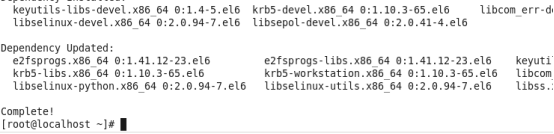 keyutils-libs-devel.x86_64 0:1.4-5.el6 krb5-devel.x86_64 0:1.10.3-65.el6 libcom_err-d
libselinux-devel.x86_64 0:2.0.94-7.el6 libsepol-devel.x86_64 0:2.0.41-4.el6
Dependency Updated:
e2fsprogs.x86_64 0:1.41.12-23.el6 e2fsprogs-libs.x86_64 0:1.41.12-23.el6 keyutil
krb5-libs.x86_64 0:1.10.3-65.el6 krb5-workstation.x86_64 0:1.10.3-65.el6 libcom_
libselinux-python.x86_64 0:2.0.94-7.el6 libselinux-utils.x86_64 0:2.0.94-7.el6 libss.
Complete!
[root@localhost ~]#